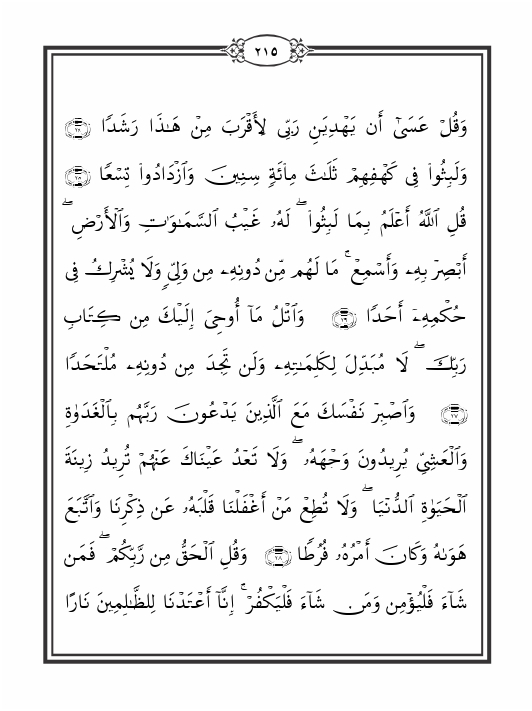 ٢١٥
وَقُلْ عَسَىٰٓ أَن يَهْدِيَنِ رَبِّى لِأَقْرَبَ مِنْ هَٰذَا رَشَدًا
وَلَبِثُوا۟ فِى كَهْفِهِمْ ثَلَٰثَ مِا۟ئَةٍ سِنِينَ وَٱزْدَادُوا۟ تِسْعًا
قُلِ ٱللَّهُ أَعْلَمُ بِمَا لَبِثُوا۟ ۖ لَهُۥ غَيْبُ ٱلسَّمَٰوَٰتِ وَٱلْأَرْضِ ۖ
أَبْصِرْ بِهِۦ وَأَسْمِعْ ۚ مَا لَهُم مِّن دُونِهِۦ مِن وَلِىٍّ وَلَا يُشْرِكُ فِى
حُكْمِهِۦٓ أَحَدًا ۝٢٦ وَٱتْلُ مَآ أُوحِىَ إِلَيْكَ مِن كِتَابِ
رَبِّكَ ۖ لَا مُبَدِّلَ لِكَلِمَٰتِهِۦ وَلَن تَجِدَ مِن دُونِهِۦ مُلْتَحَدًا
۝٢٧ وَٱصْبِرْ نَفْسَكَ مَعَ ٱلَّذِينَ يَدْعُونَ رَبَّهُم بِٱلْغَدَوٰةِ
وَٱلْعَشِىِّ يُرِيدُونَ وَجْهَهُۥ ۖ وَلَا تَعْدُ عَيْنَاكَ عَنْهُمْ تُرِيدُ زِينَةَ
ٱلْحَيَوٰةِ ٱلدُّنْيَا ۖ وَلَا تُطِعْ مَنْ أَغْفَلْنَا قَلْبَهُۥ عَن ذِكْرِنَا وَٱتَّبَعَ
هَوَىٰهُ وَكَانَ أَمْرُهُۥ فُرُطًا ۝٢٨ وَقُلِ ٱلْحَقُّ مِن رَّبِّكُمْ ۖ فَمَن
شَآءَ فَلْيُؤْمِن وَمَن شَآءَ فَلْيَكْفُرْ ۚ إِنَّآ أَعْتَدْنَا لِلظَّٰلِمِينَ نَارًا